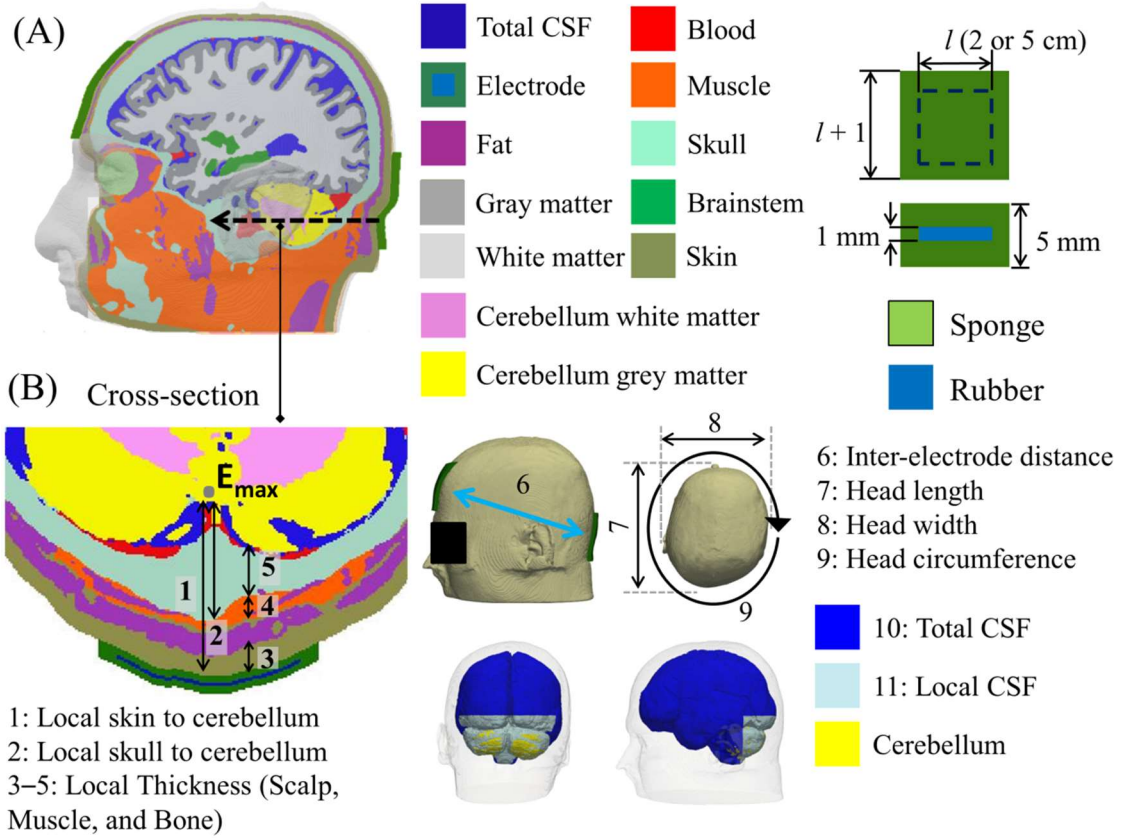 (A)
Total CSF
Blood
Electrode
Muscle
Fat
Skull
Gray matter
Brainstem
White matter
Skin
Cerebellum white matter
Cerebellum grey matter
l (2 or 5 cm)
l + 1
1 mm
5 mm
Sponge
Rubber
(B)
Cross-section
Emax
1
2
3
4
5
1: Local skin to cerebellum
2: Local skull to cerebellum
3–5: Local Thickness (Scalp,
Muscle, and Bone)
6
7
8
9
6: Inter-electrode distance
7: Head length
8: Head width
9: Head circumference
10: Total CSF
11: Local CSF
Cerebellum